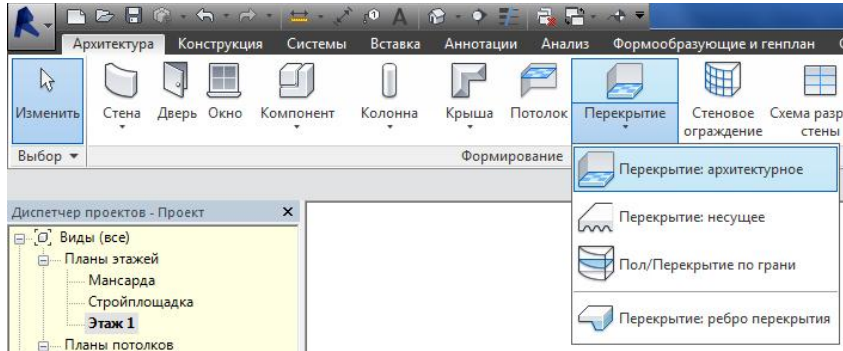 Архитектура Конструкция Системы Вставка Аннотации Анализ Формообразующие и генплан
Изменить Стена Дверь Окно Компонент Колонна Крыша Потолок Перекрытие Стеновое ограждение Схема разр стены
Выбор Формирование
Перекрытие: архитектурное
Перекрытие: несущее
Пол/Перекрытие по грани
Перекрытие: ребро перекрытия
Диспетчер проектов - Проект
Виды (все)
Планы этажей
Мансарда
Стройплощадка
Этаж 1
Планы потолков